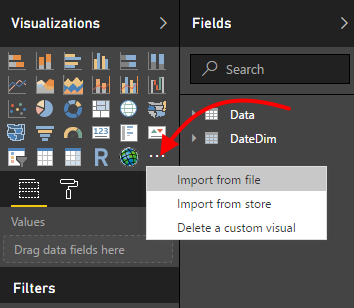 Visualizations
Fields
Search
Data
DateDim
123
R
Import from file
Import from store
Delete a custom visual
Values
Drag data fields here
Filters